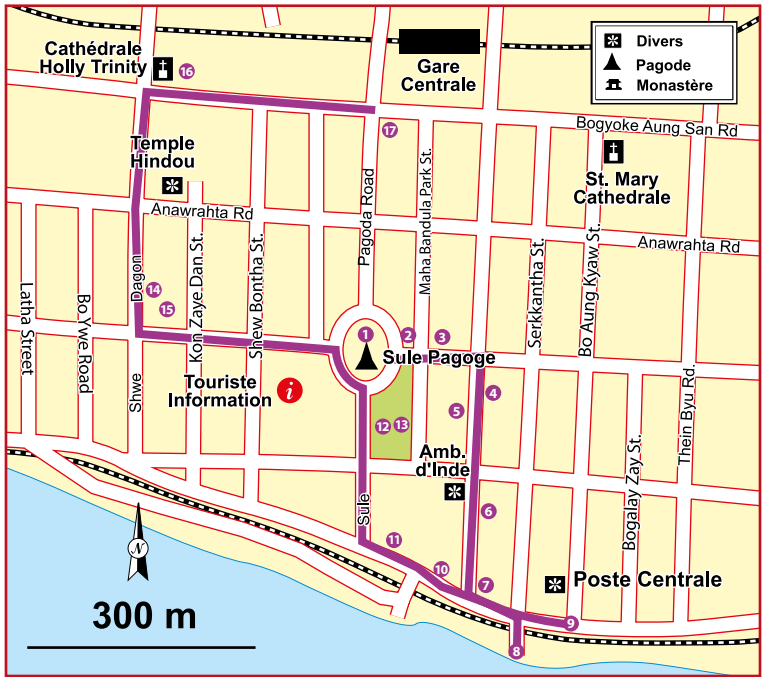 Cathédrale
Holly Trinity
16
Gare
Centrale
Divers
Pagode
Monastère
Bogyoke Aung San Rd
17
Temple
Hindou
St. Mary
Cathedrale
Anawrahta Rd
Anawrahta Rd
Pagoda Road
Maha Bandula Park St.
Latha Street
Bo Ywe Road
Shwe
Dagon
Kon Zaye Dan St.
Shew Bontha St.
Serkkantha St.
Bo Aung Kyaw St.
Thein Byu Rd.
Bogalay Zay St.
14
15
1
2
3
Sule Pagoge
Touriste
Information
i
4
5
12
13
Amb.
d'Inde
Sule
6
11
10
7
Poste Centrale
9
8
N
300 m